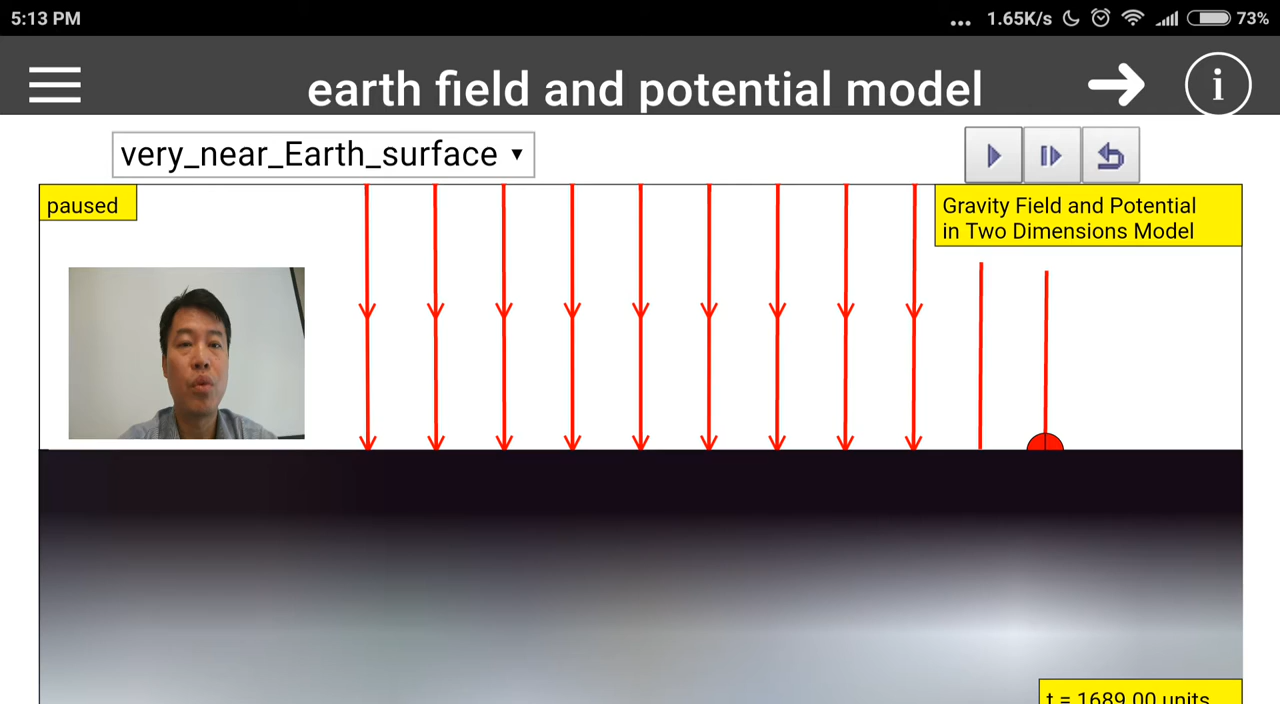 5:13 PM
... 1.65K/s 73%
earth field and potential model
i
very_near_Earth_surface
paused
Gravity Field and Potential
in Two Dimensions Model
t = 1689.00 units